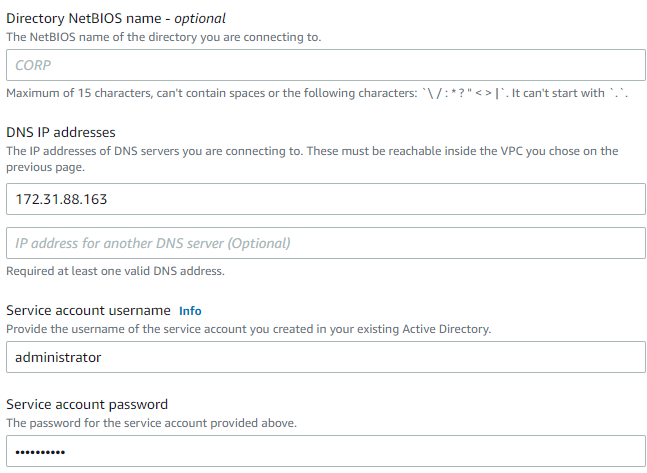 Directory NetBIOS name - optional
The NetBIOS name of the directory you are connecting to.
CORP
Maximum of 15 characters, can't contain spaces or the following characters: `\ / : * ? " < > |`. It can't start with `.`.
DNS IP addresses
The IP addresses of DNS servers you are connecting to. These must be reachable inside the VPC you chose on the
previous page.
172.31.88.163
IP address for another DNS server (Optional)
Required at least one valid DNS address.
Service account username Info
Provide the username of the service account you created in your existing Active Directory.
administrator
Service account password
The password for the service account provided above.
••••••••••